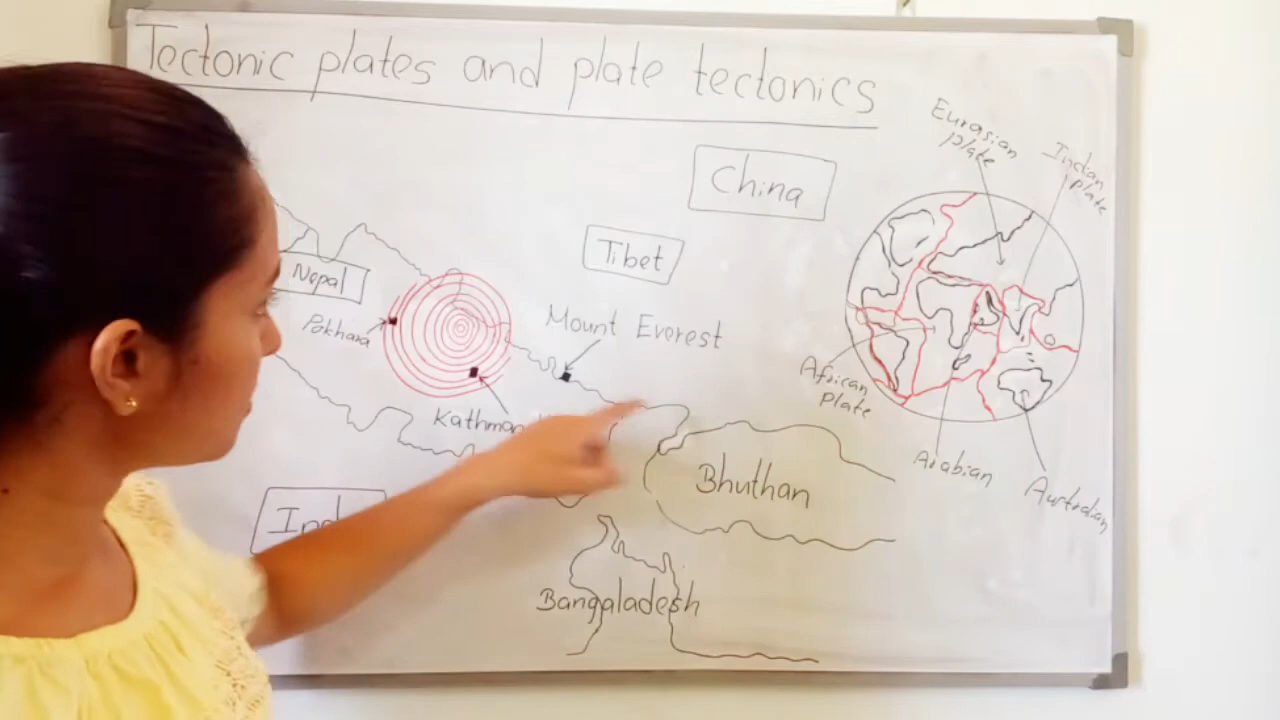 Tectonic plates and plate tectonics
China
Eurasian
plate
Indian
plate
Tibet
Nepal
Pokhara
Mount Everest
African
plate
Bhuthan
Arabian
Australian
Bangaladesh